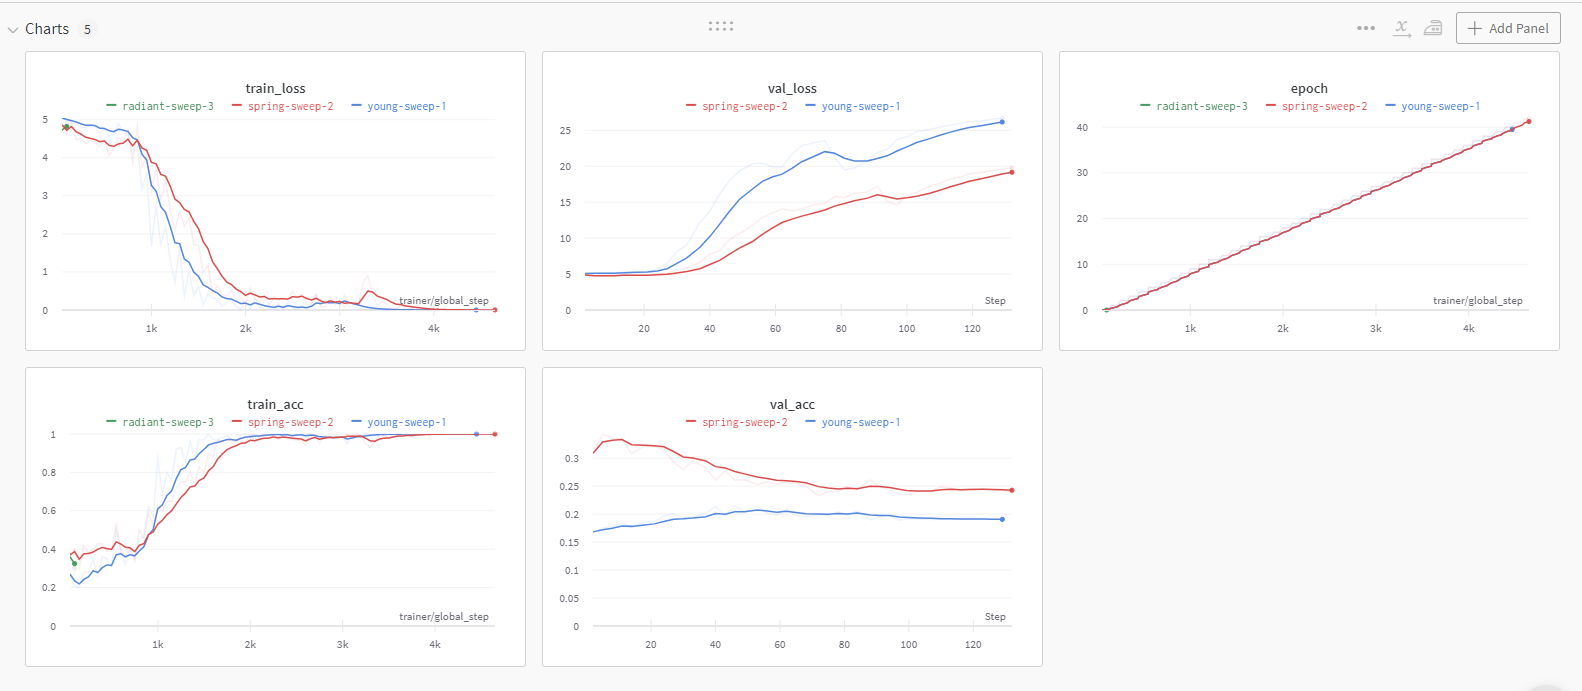 Charts 5
Add Panel
train_loss
radiant-sweep-3 spring-sweep-2 young-sweep-1
5
4
3
2
1
0
trainer/global_step
1k 2k 3k 4k
val_loss
spring-sweep-2 young-sweep-1
25
20
15
10
5
0
Step
20 40 60 80 100 120
epoch
radiant-sweep-3 spring-sweep-2 young-sweep-1
40
30
20
10
0
trainer/global_step
1k 2k 3k 4k
train_acc
radiant-sweep-3 spring-sweep-2 young-sweep-1
1
0.8
0.6
0.4
0.2
0
trainer/global_step
1k 2k 3k 4k
val_acc
spring-sweep-2 young-sweep-1
0.3
0.25
0.2
0.15
0.1
0.05
0
Step
20 40 60 80 100 120